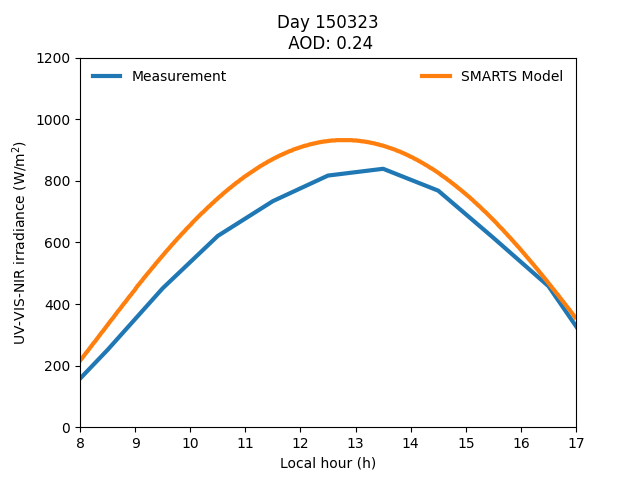 Day 150323
AOD: 0.24
Measurement
SMARTS Model
1200
1000
800
600
400
200
0
UV-VIS-NIR irradiance (W/m²)
8 9 10 11 12 13 14 15 16 17
Local hour (h)